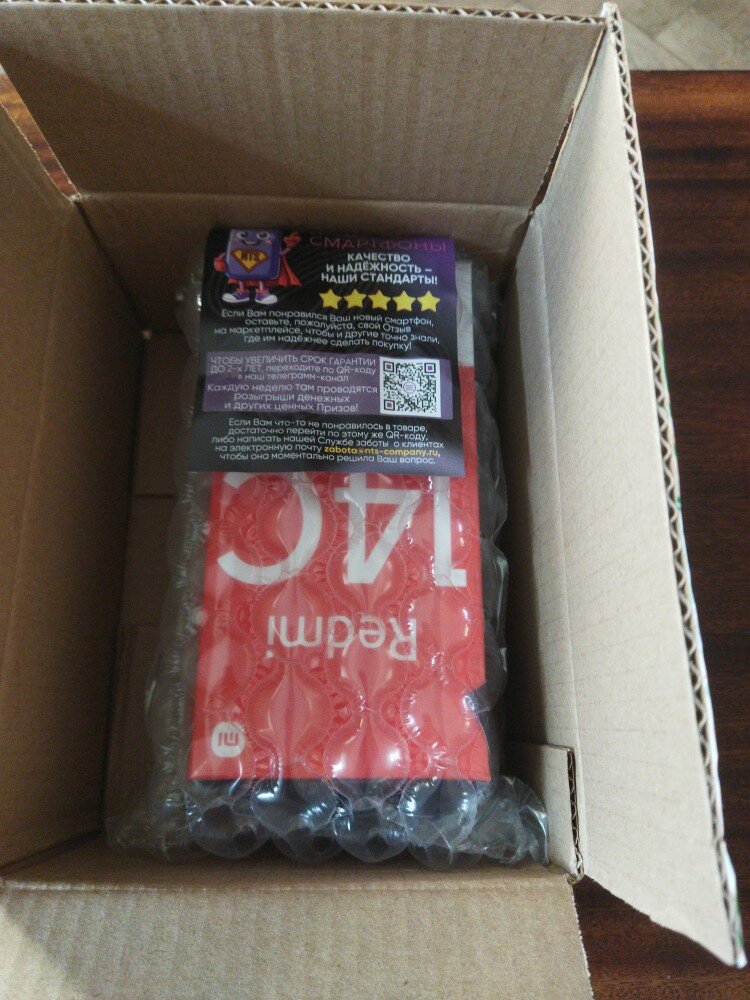 NTS
СМАРТФОНЫ
КАЧЕСТВО
И НАДЁЖНОСТЬ –
НАШИ СТАНДАРТЫ!
Если Вам понравился Ваш новый смартфон,
оставьте, пожалуйста, свой Отзыв
на маркетплейсе, чтобы и другие точно знали,
где им надёжнее сделать покупку!
ЧТОБЫ УВЕЛИЧИТЬ СРОК ГАРАНТИИ
ДО 2-х ЛЕТ, переходите по QR-коду
в наш телеграмм-канал
Каждую неделю там проводятся
розыгрыши денежных
и других ценных Призов!
Если Вам что-то не понравилось в товаре,
достаточно перейти по этому же QR-коду,
либо написать нашей Службе заботы о клиентах
на электронную почту zabota@nts-company.ru,
чтобы она моментально решила Ваш вопрос.
14C
Redmi
mi